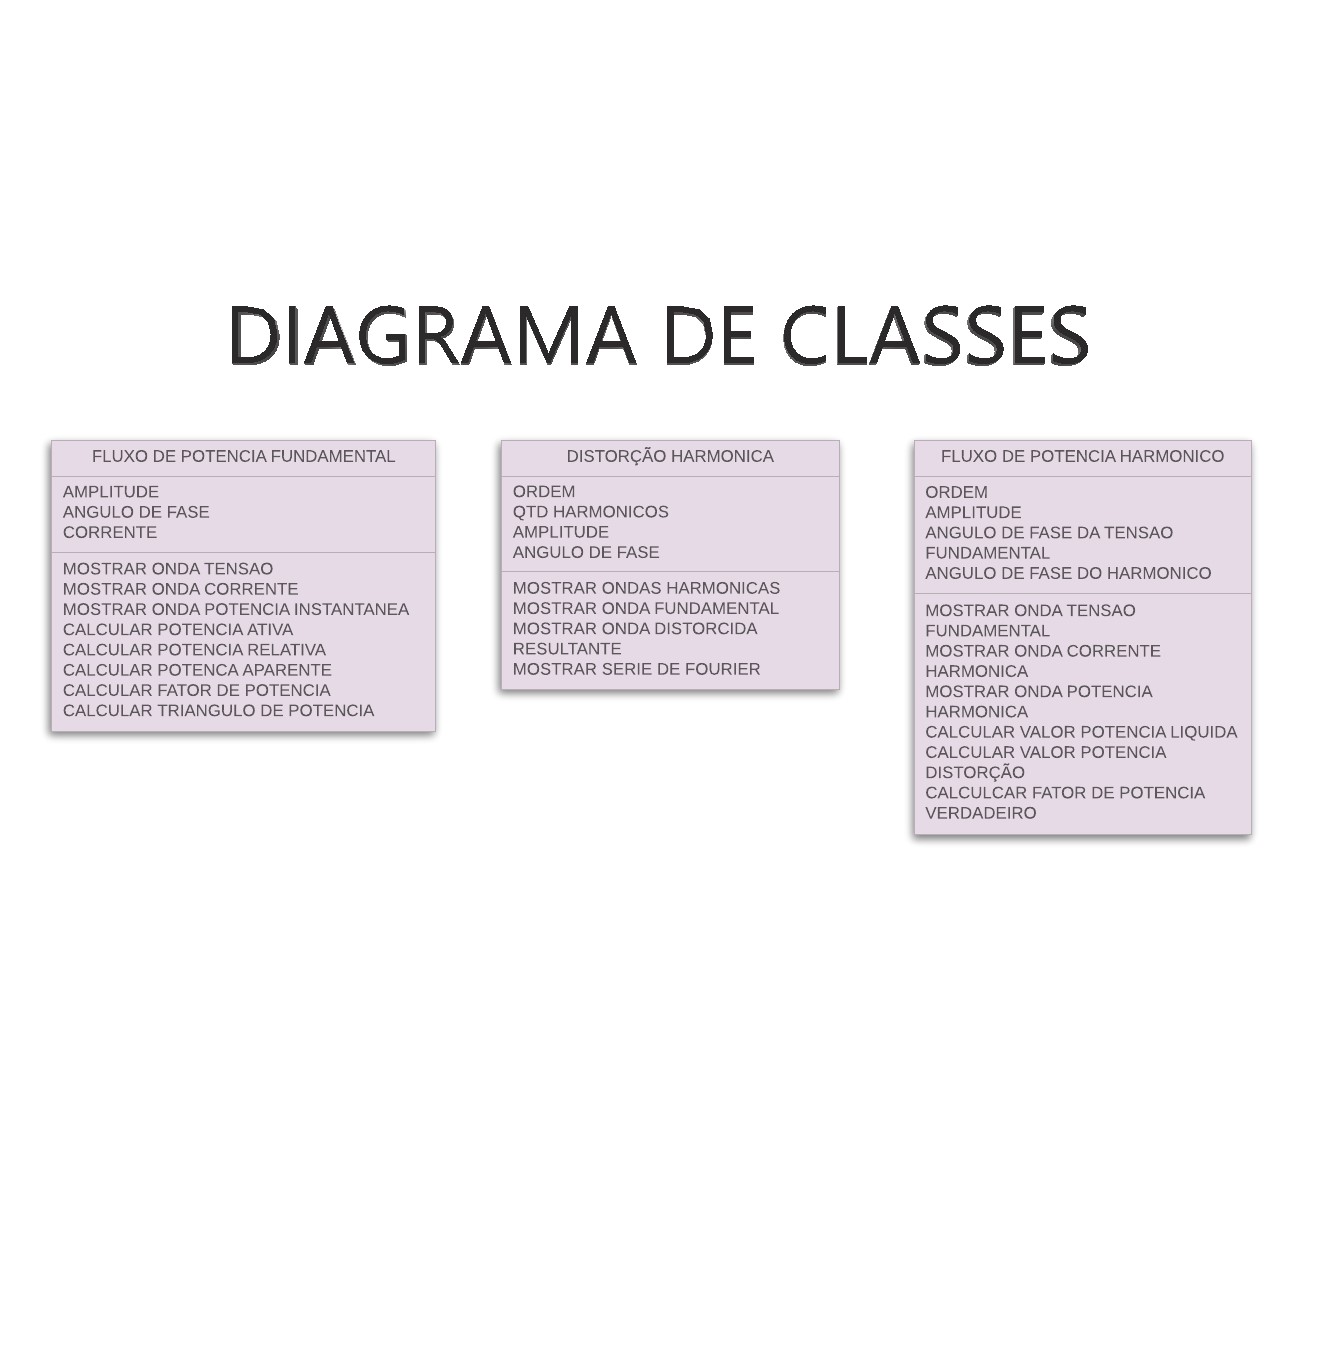 DIAGRAMA DE CLASSES
FLUXO DE POTENCIA FUNDAMENTAL
AMPLITUDE
ANGULO DE FASE
CORRENTE
MOSTRAR ONDA TENSAO
MOSTRAR ONDA CORRENTE
MOSTRAR ONDA POTENCIA INSTANTANEA
CALCULAR POTENCIA ATIVA
CALCULAR POTENCIA RELATIVA
CALCULAR POTENCA APARENTE
CALCULAR FATOR DE POTENCIA
CALCULAR TRIANGULO DE POTENCIA
DISTORÇÃO HARMONICA
ORDEM
QTD HARMONICOS
AMPLITUDE
ANGULO DE FASE
MOSTRAR ONDAS HARMONICAS
MOSTRAR ONDA FUNDAMENTAL
MOSTRAR ONDA DISTORCIDA
RESULTANTE
MOSTRAR SERIE DE FOURIER
FLUXO DE POTENCIA HARMONICO
ORDEM
AMPLITUDE
ANGULO DE FASE DA TENSAO
FUNDAMENTAL
ANGULO DE FASE DO HARMONICO
MOSTRAR ONDA TENSAO
FUNDAMENTAL
MOSTRAR ONDA CORRENTE
HARMONICA
MOSTRAR ONDA POTENCIA
HARMONICA
CALCULAR VALOR POTENCIA LIQUIDA
CALCULAR VALOR POTENCIA
DISTORÇÃO
CALCULCAR FATOR DE POTENCIA
VERDADEIRO